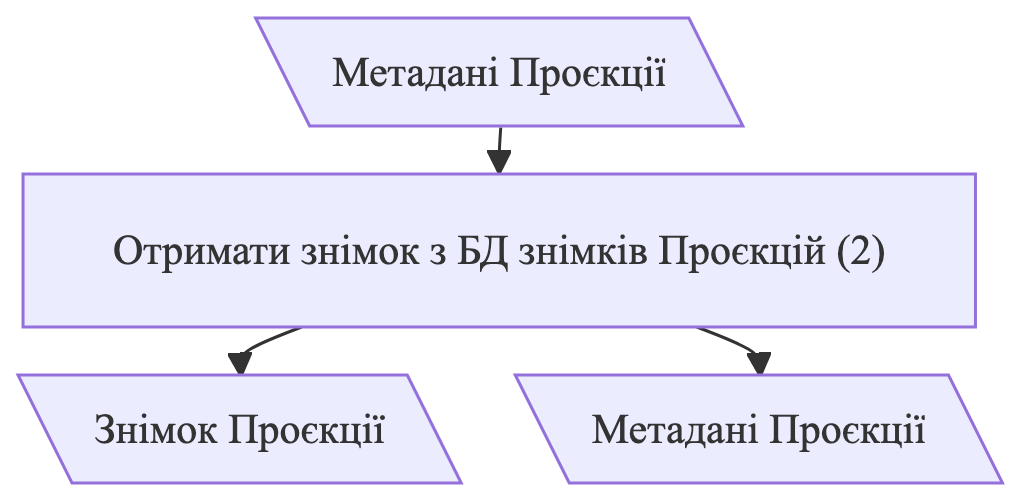 Метадані Проєкції
Отримати знімок з БД знімків Проєкцій (2)
Знімок Проєкції
Метадані Проєкції